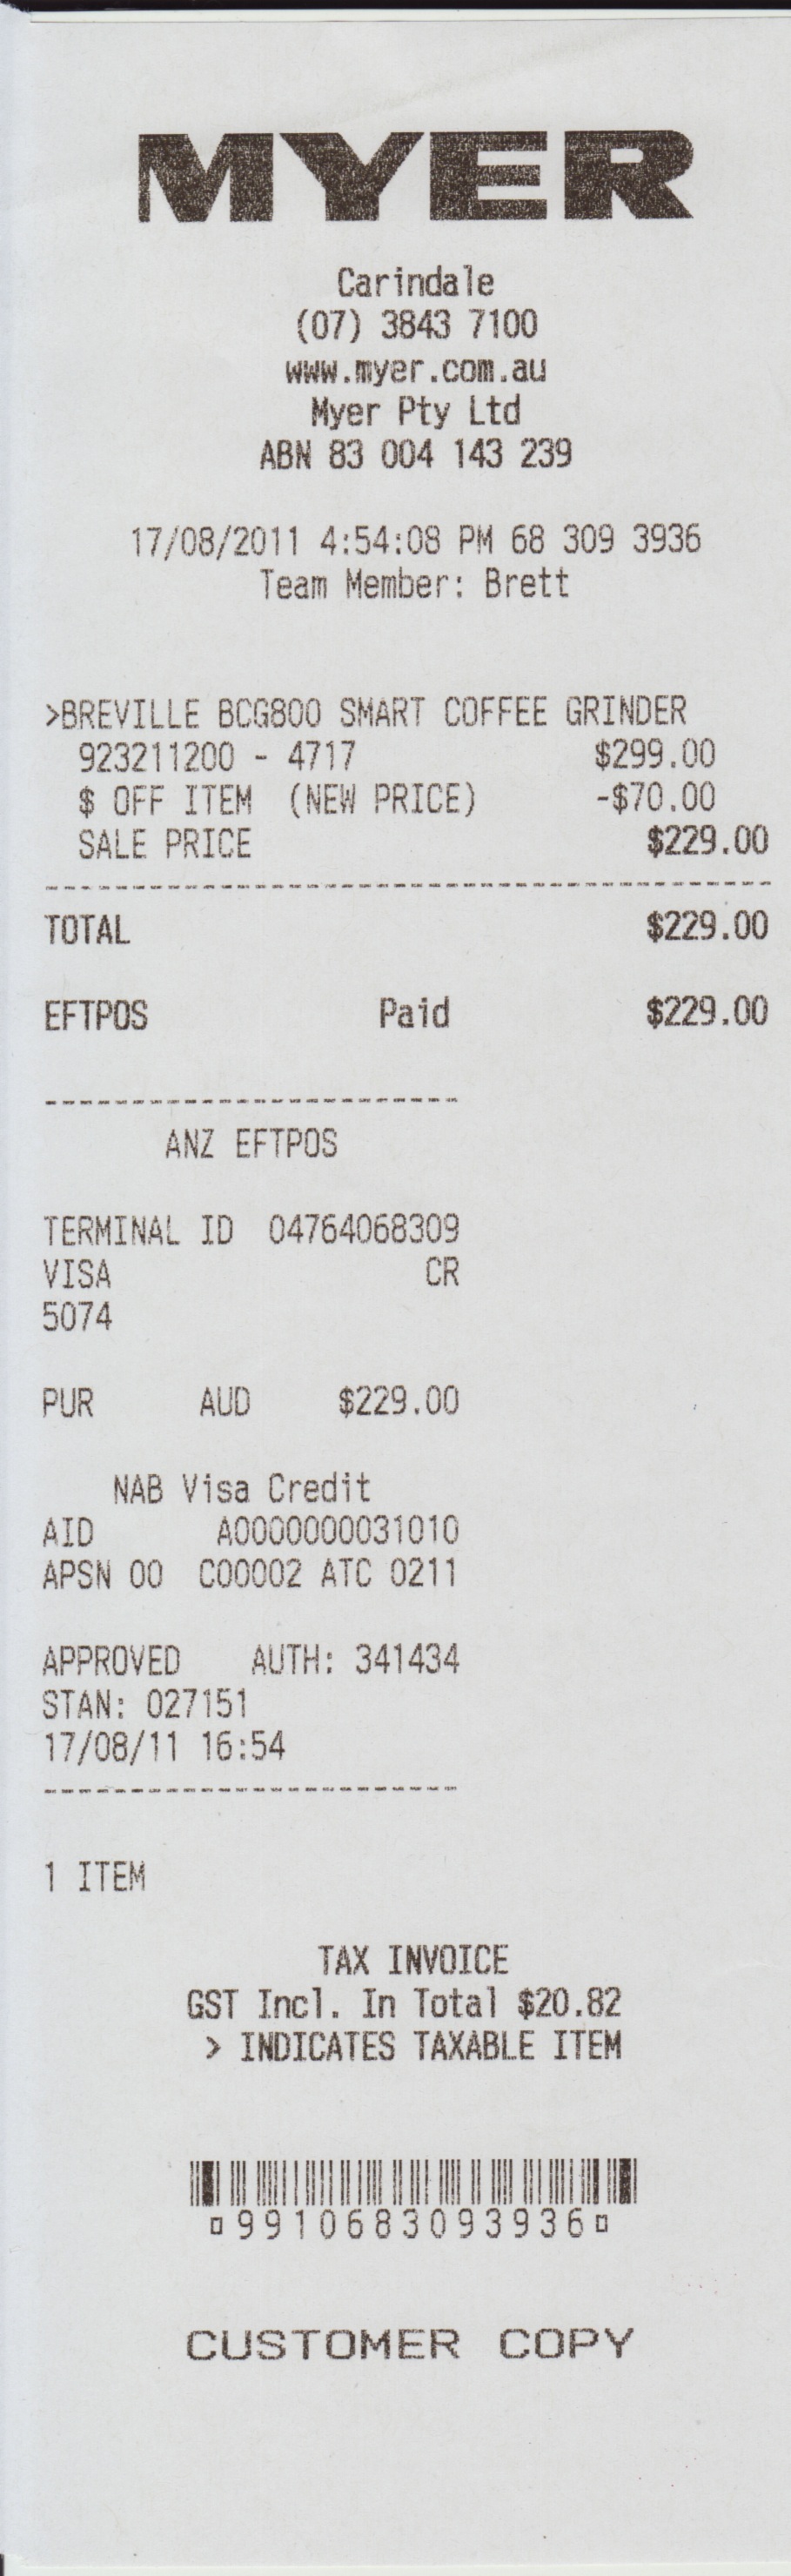 MYER
Carindale
(07) 3843 7100
www.myer.com.au
Myer Pty Ltd
ABN 83 004 143 239
17/08/2011 4:54:08 PM 68 309 3936
Team Member: Brett
>BREVILLE BCG800 SMART COFFEE GRINDER
923211200 - 4717 $299.00
$ OFF ITEM (NEW PRICE) -$70.00
SALE PRICE $229.00
TOTAL $229.00
EFTPOS Paid $229.00
ANZ EFTPOS
TERMINAL ID 04764068309
VISA CR
5074
PUR AUD $229.00
NAB Visa Credit
AID A0000000031010
APSN 00 C00002 ATC 0211
APPROVED AUTH: 341434
STAN: 027151
17/08/11 16:54
1 ITEM
TAX INVOICE
GST Incl. In Total $20.82
> INDICATES TAXABLE ITEM
9910683093936
CUSTOMER COPY